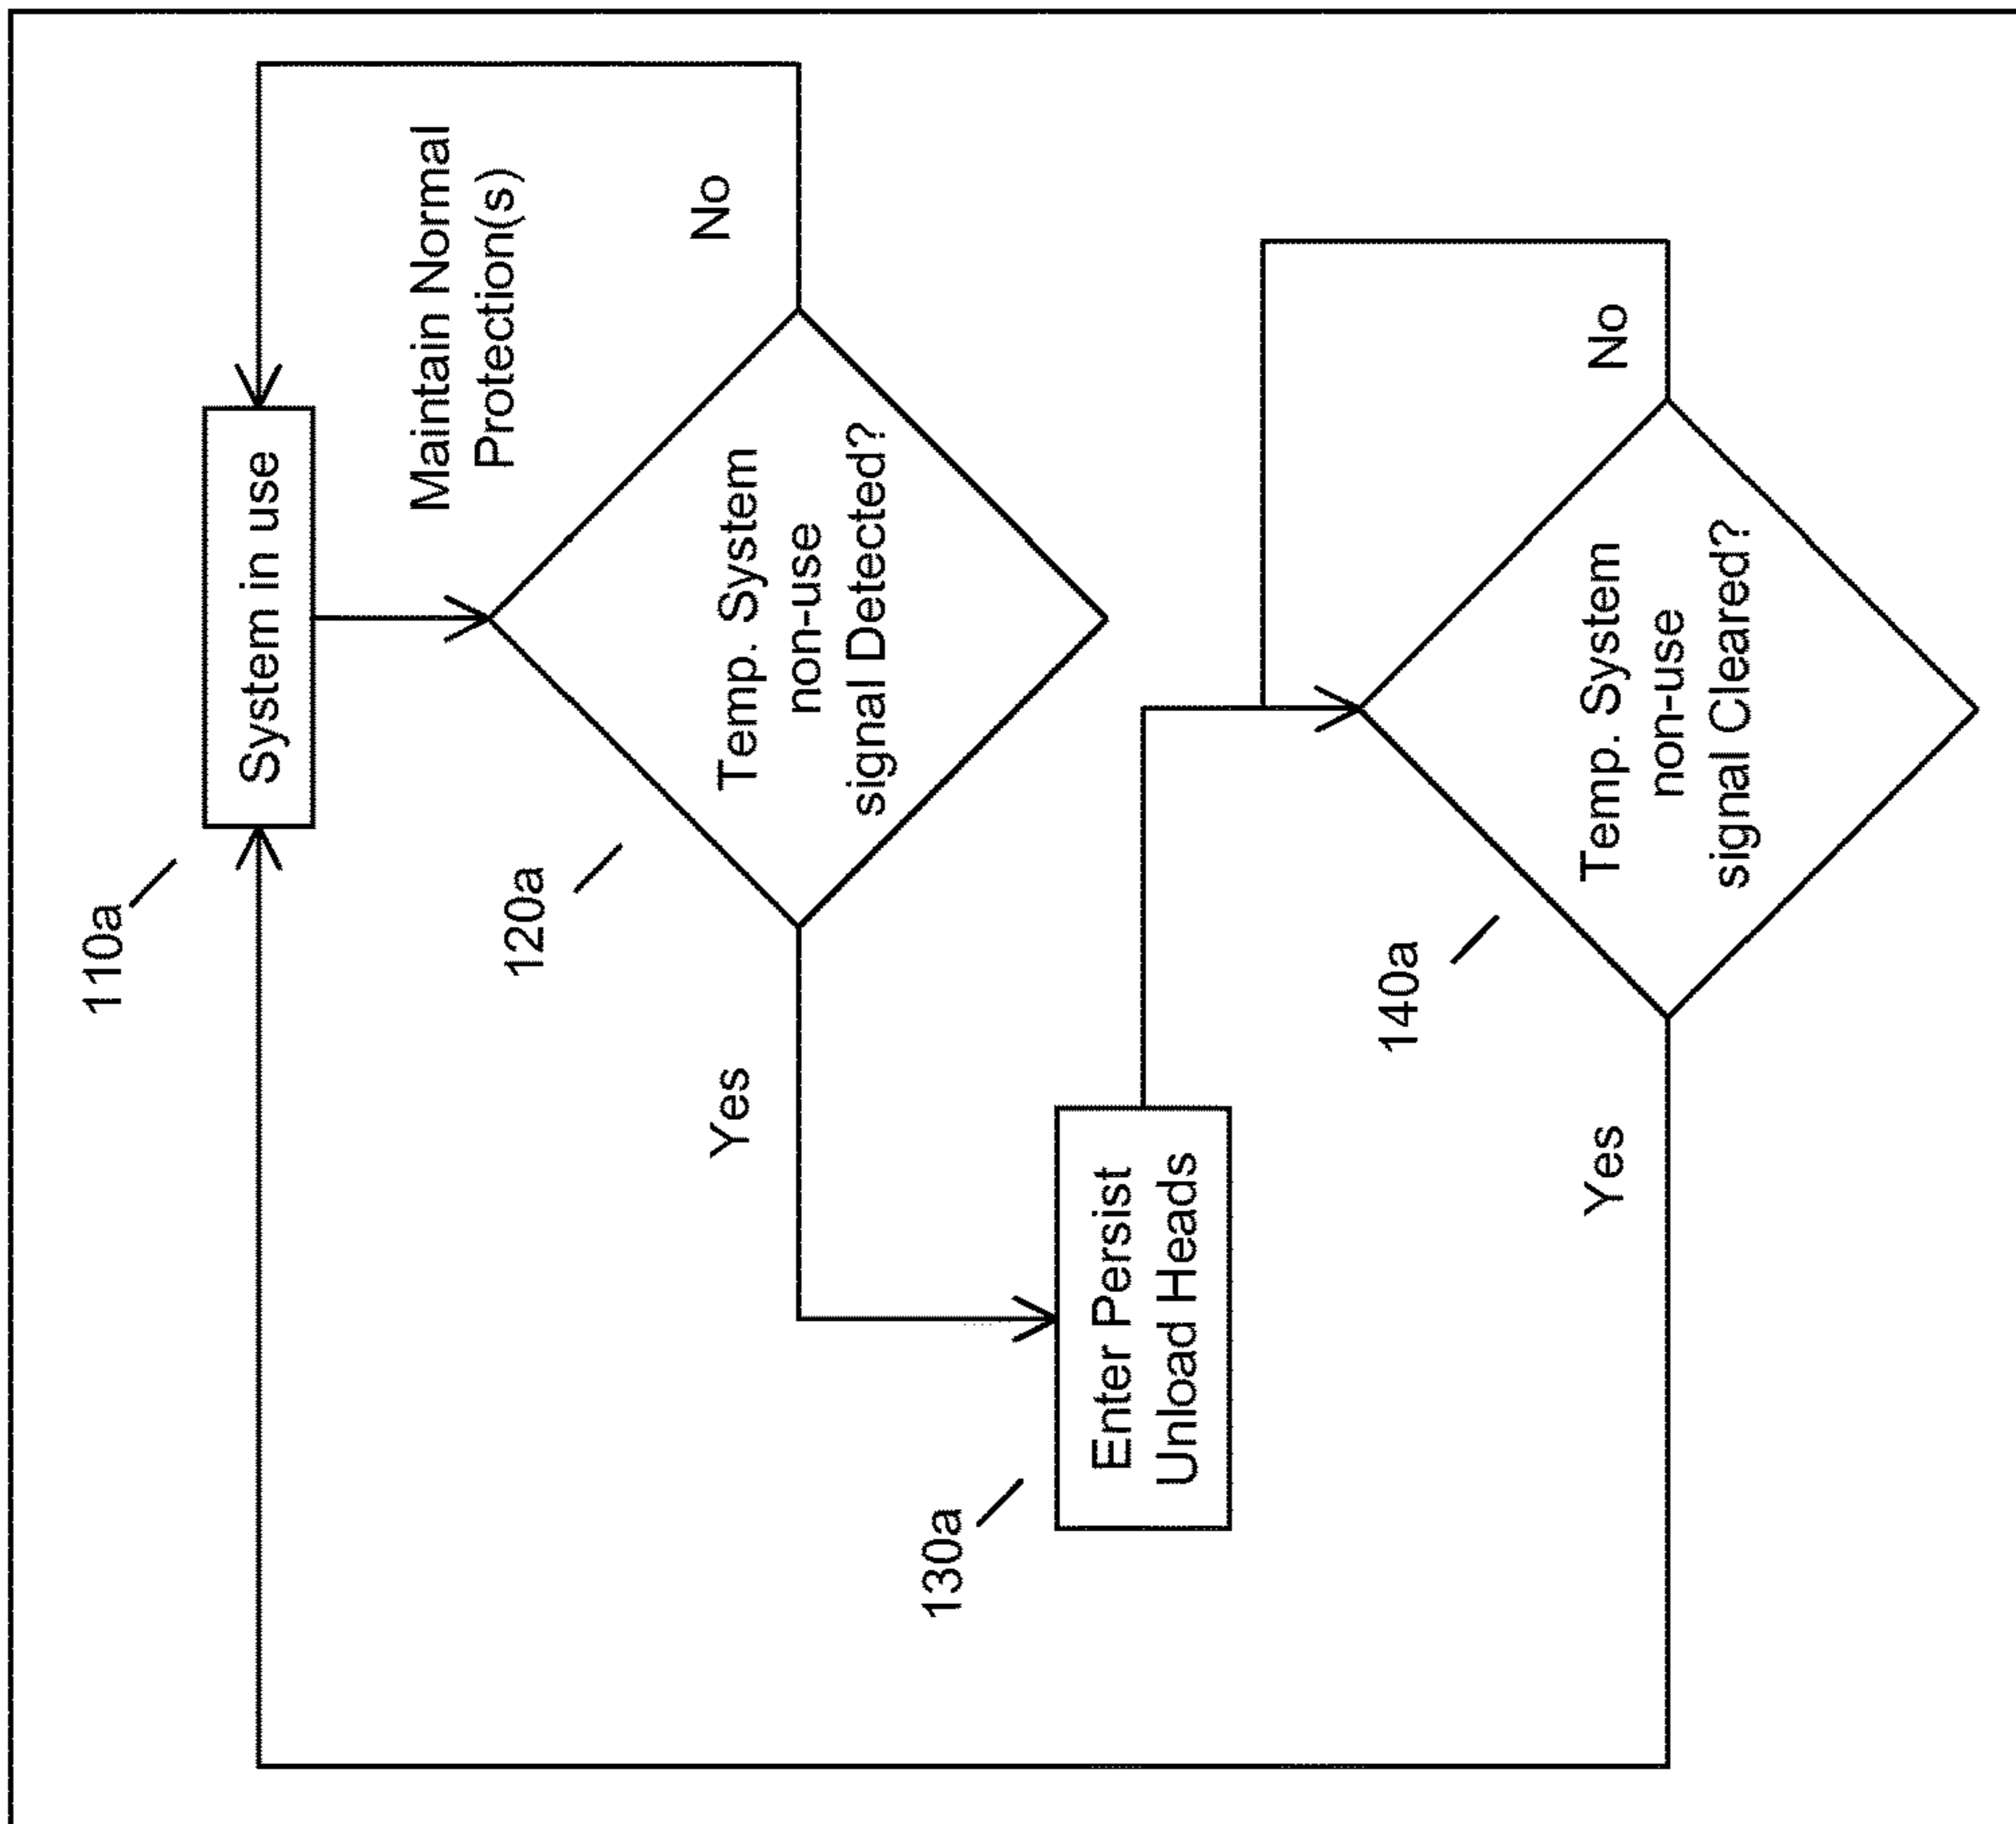 110a
System in use
Maintain Normal
Protection(s)
120a
Temp. System
non-use
signal Detected?
No
Yes
130a
Enter Persist
Unload Heads
140a
Temp. System
non-use
signal Cleared?
No
Yes